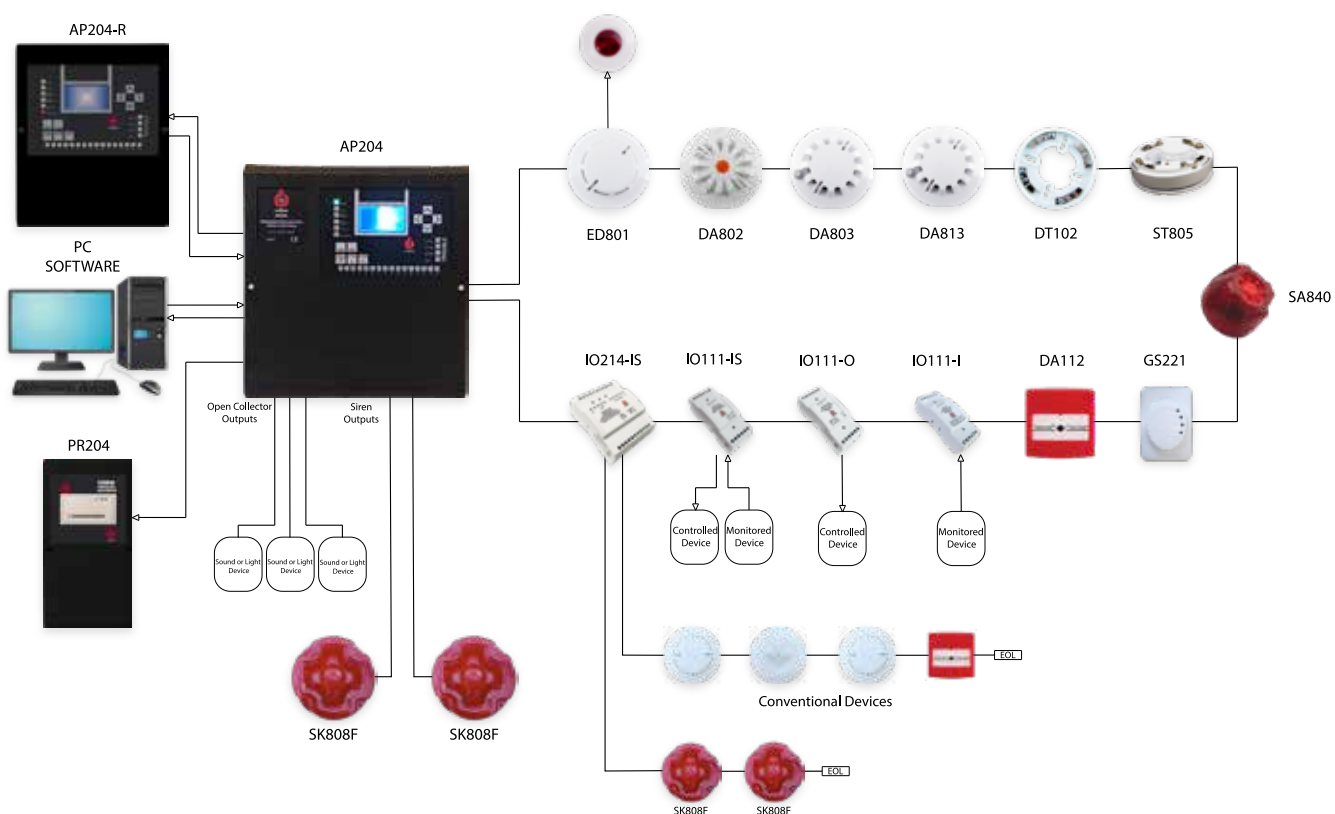 AP204-R
AP204
ED801
DA802
DA803
DA813
DT102
ST805
PC
SOFTWARE
SA840
IO214-IS
IO111-IS
IO111-O
IO111-I
DA112
GS221
Open Collector
Outputs
Siren
Outputs
PR204
Controlled
Device
Monitored
Device
Controlled
Device
Monitored
Device
Sound or Light
Device
Sound or Light
Device
Sound or Light
Device
EOL
Conventional Devices
SK808F
SK808F
EOL
SK808F
SK808F